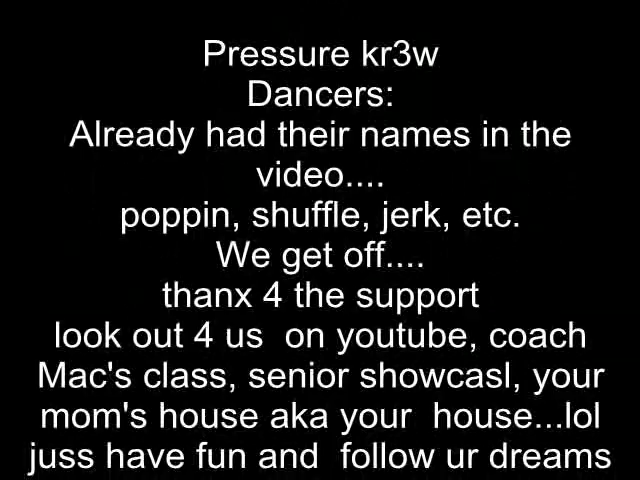 Pressure kr3w
Dancers:
Already had their names in the
video....
poppin, shuffle, jerk, etc.
We get off....
thanx 4 the support
look out 4 us  on youtube, coach
Mac's class, senior showcasl, your
mom's house aka your  house...lol
juss have fun and  follow ur dreams